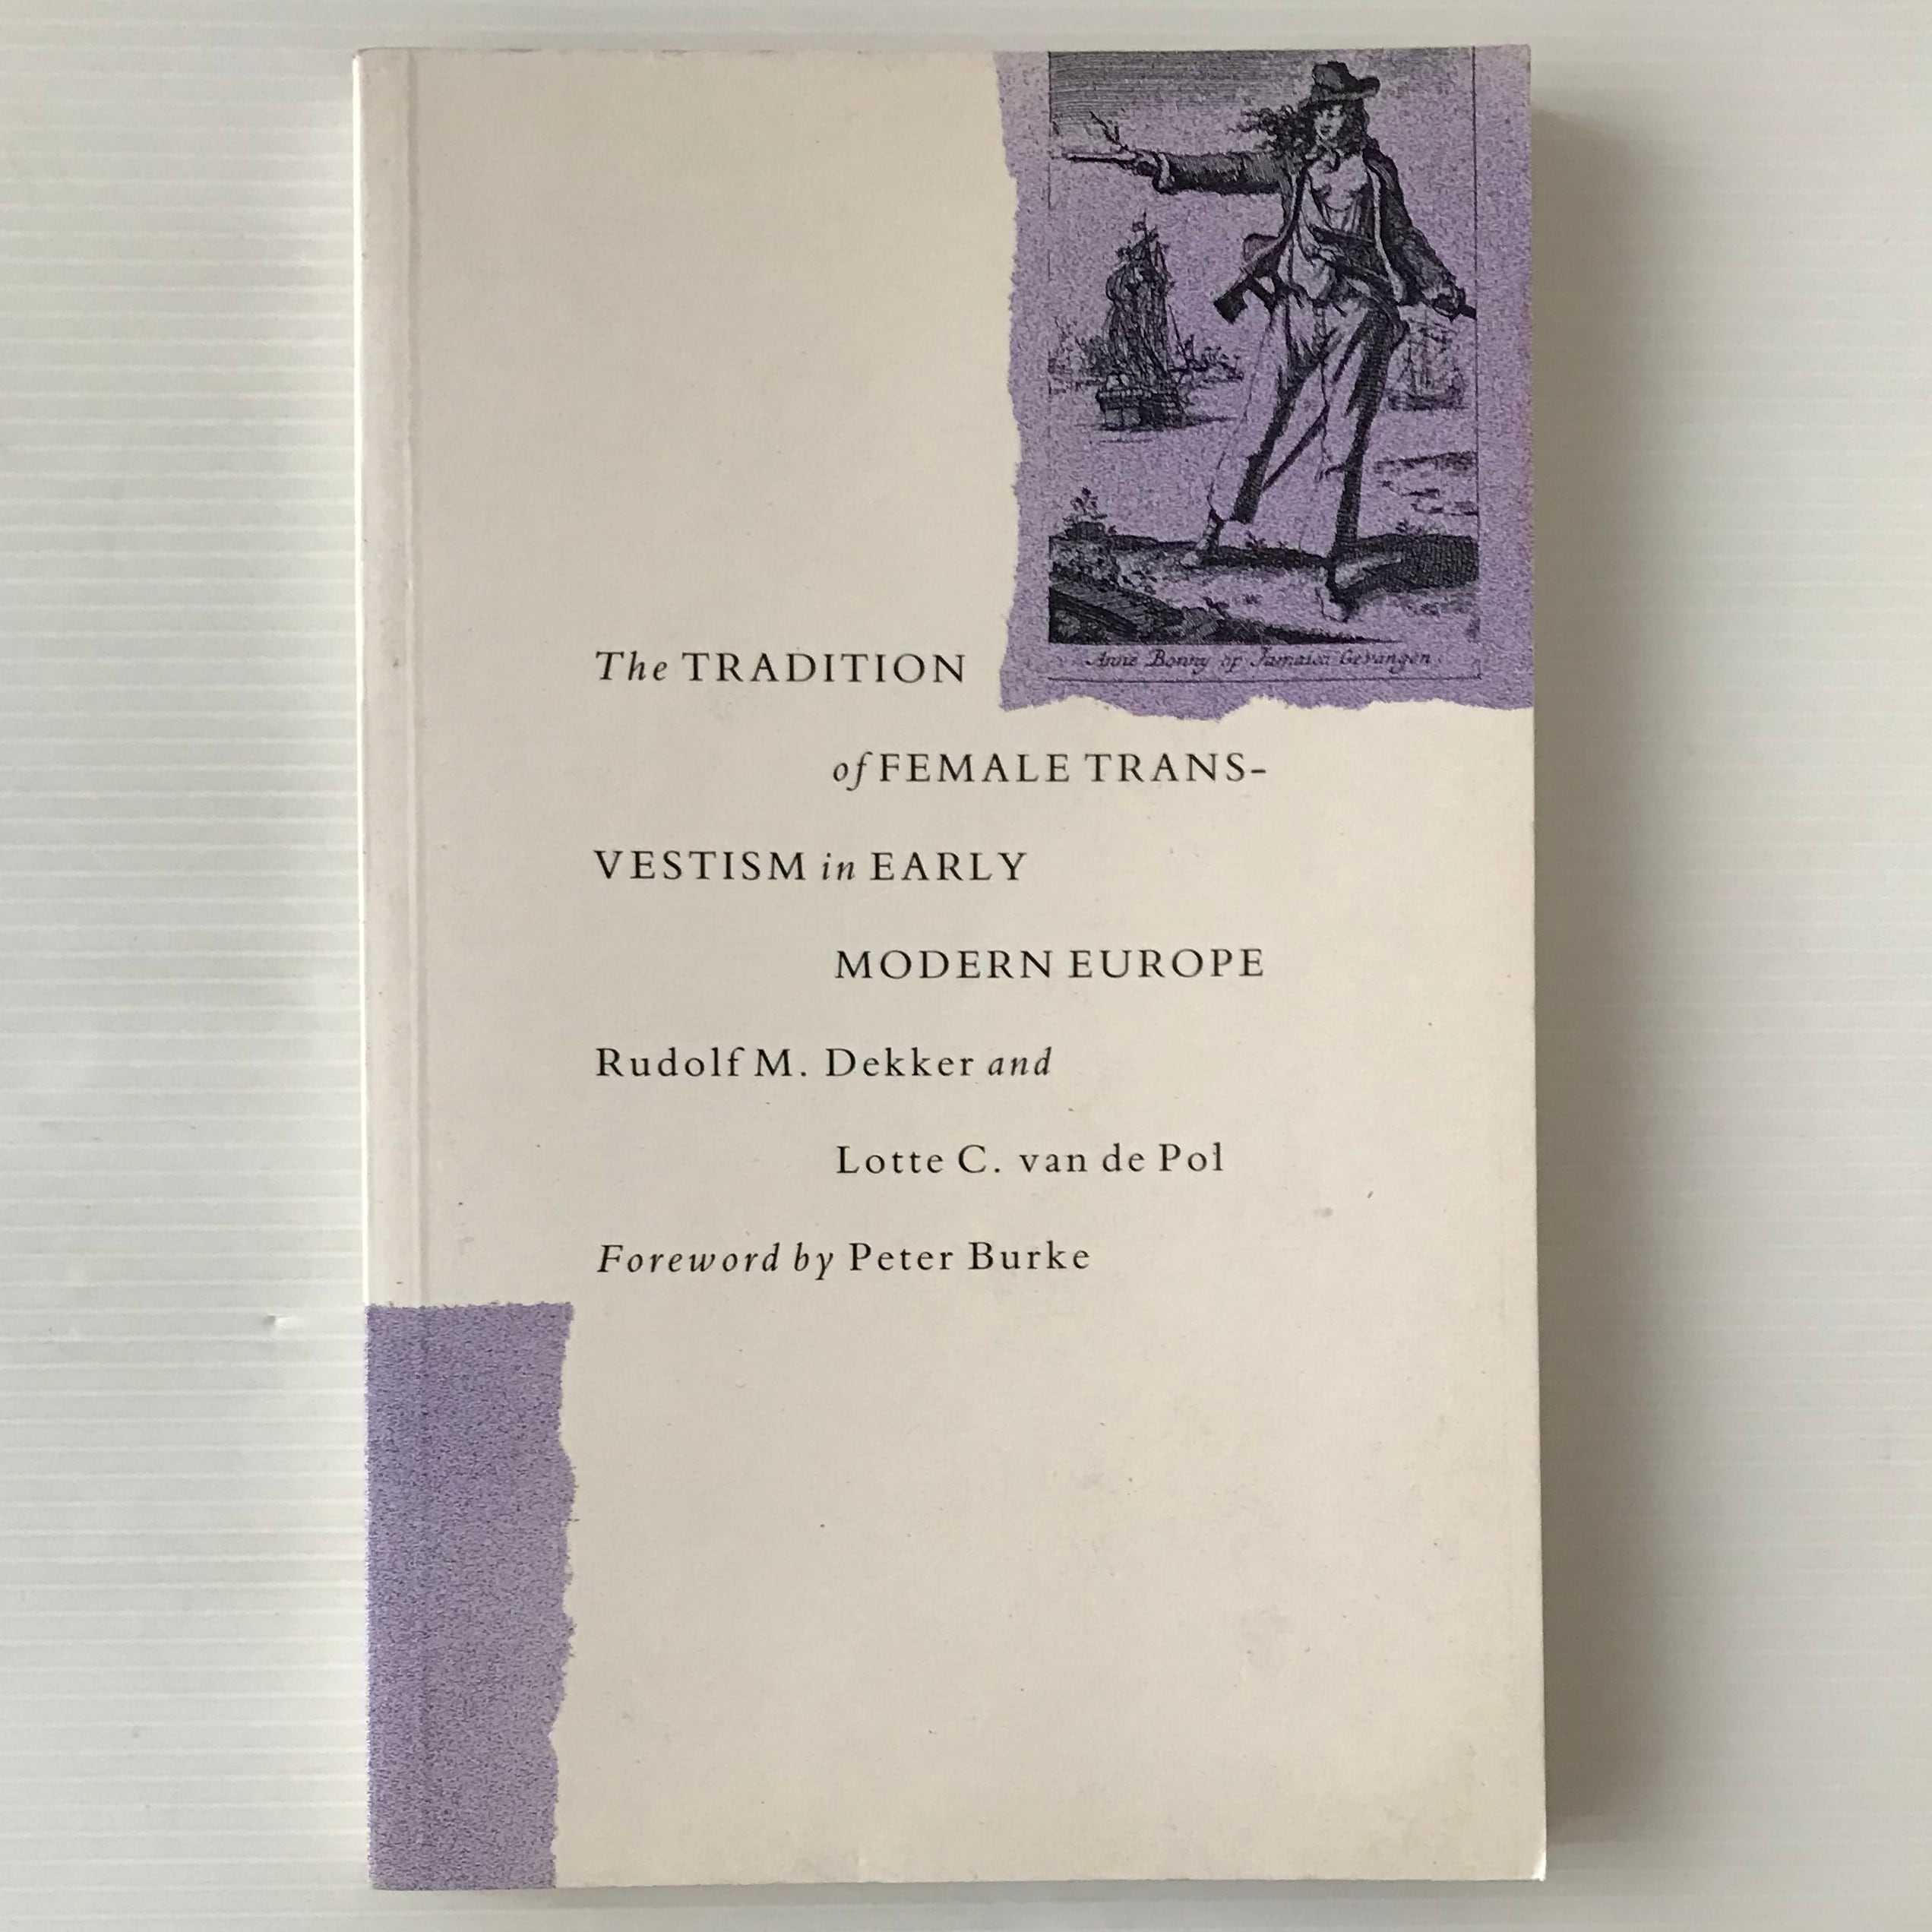 Anne Bonny op Jamaica Gevangen.
The TRADITION
of FEMALE TRANS-
VESTISM in EARLY
MODERN EUROPE
Rudolf M. Dekker and
Lotte C. van de Pol
Foreword by Peter Burke